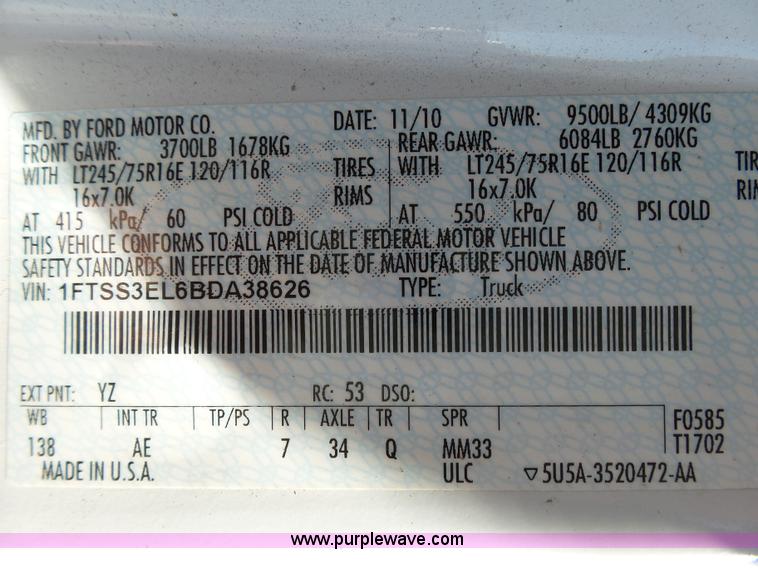 MFD. BY FORD MOTOR CO. DATE: 11/10 GVWR: 9500LB/ 4309KG
FRONT GAWR: 3700LB 1678KG REAR GAWR: 6084LB 2760KG
WITH LT245/75R16E 120/116R TIRES WITH LT245/75R16E 120/116R TIR
16x7.0K RIMS 16x7.0K RIM
AT 415 kPa/ 60 PSI COLD AT 550 kPa/ 80 PSI COLD
THIS VEHICLE CONFORMS TO ALL APPLICABLE FEDERAL MOTOR VEHICLE
SAFETY STANDARDS IN EFFECT ON THE DATE OF MANUFACTURE SHOWN ABOVE.
VIN: 1FTSS3EL6BDA38626 TYPE: Truck
EXT PNT: YZ RC: 53 DSO:
WB INT TR TP/PS R AXLE TR SPR F0585
138 AE 7 34 Q MM33 T1702
MADE IN U.S.A. ULC ▽5U5A-3520472-AA
www.purplewave.com